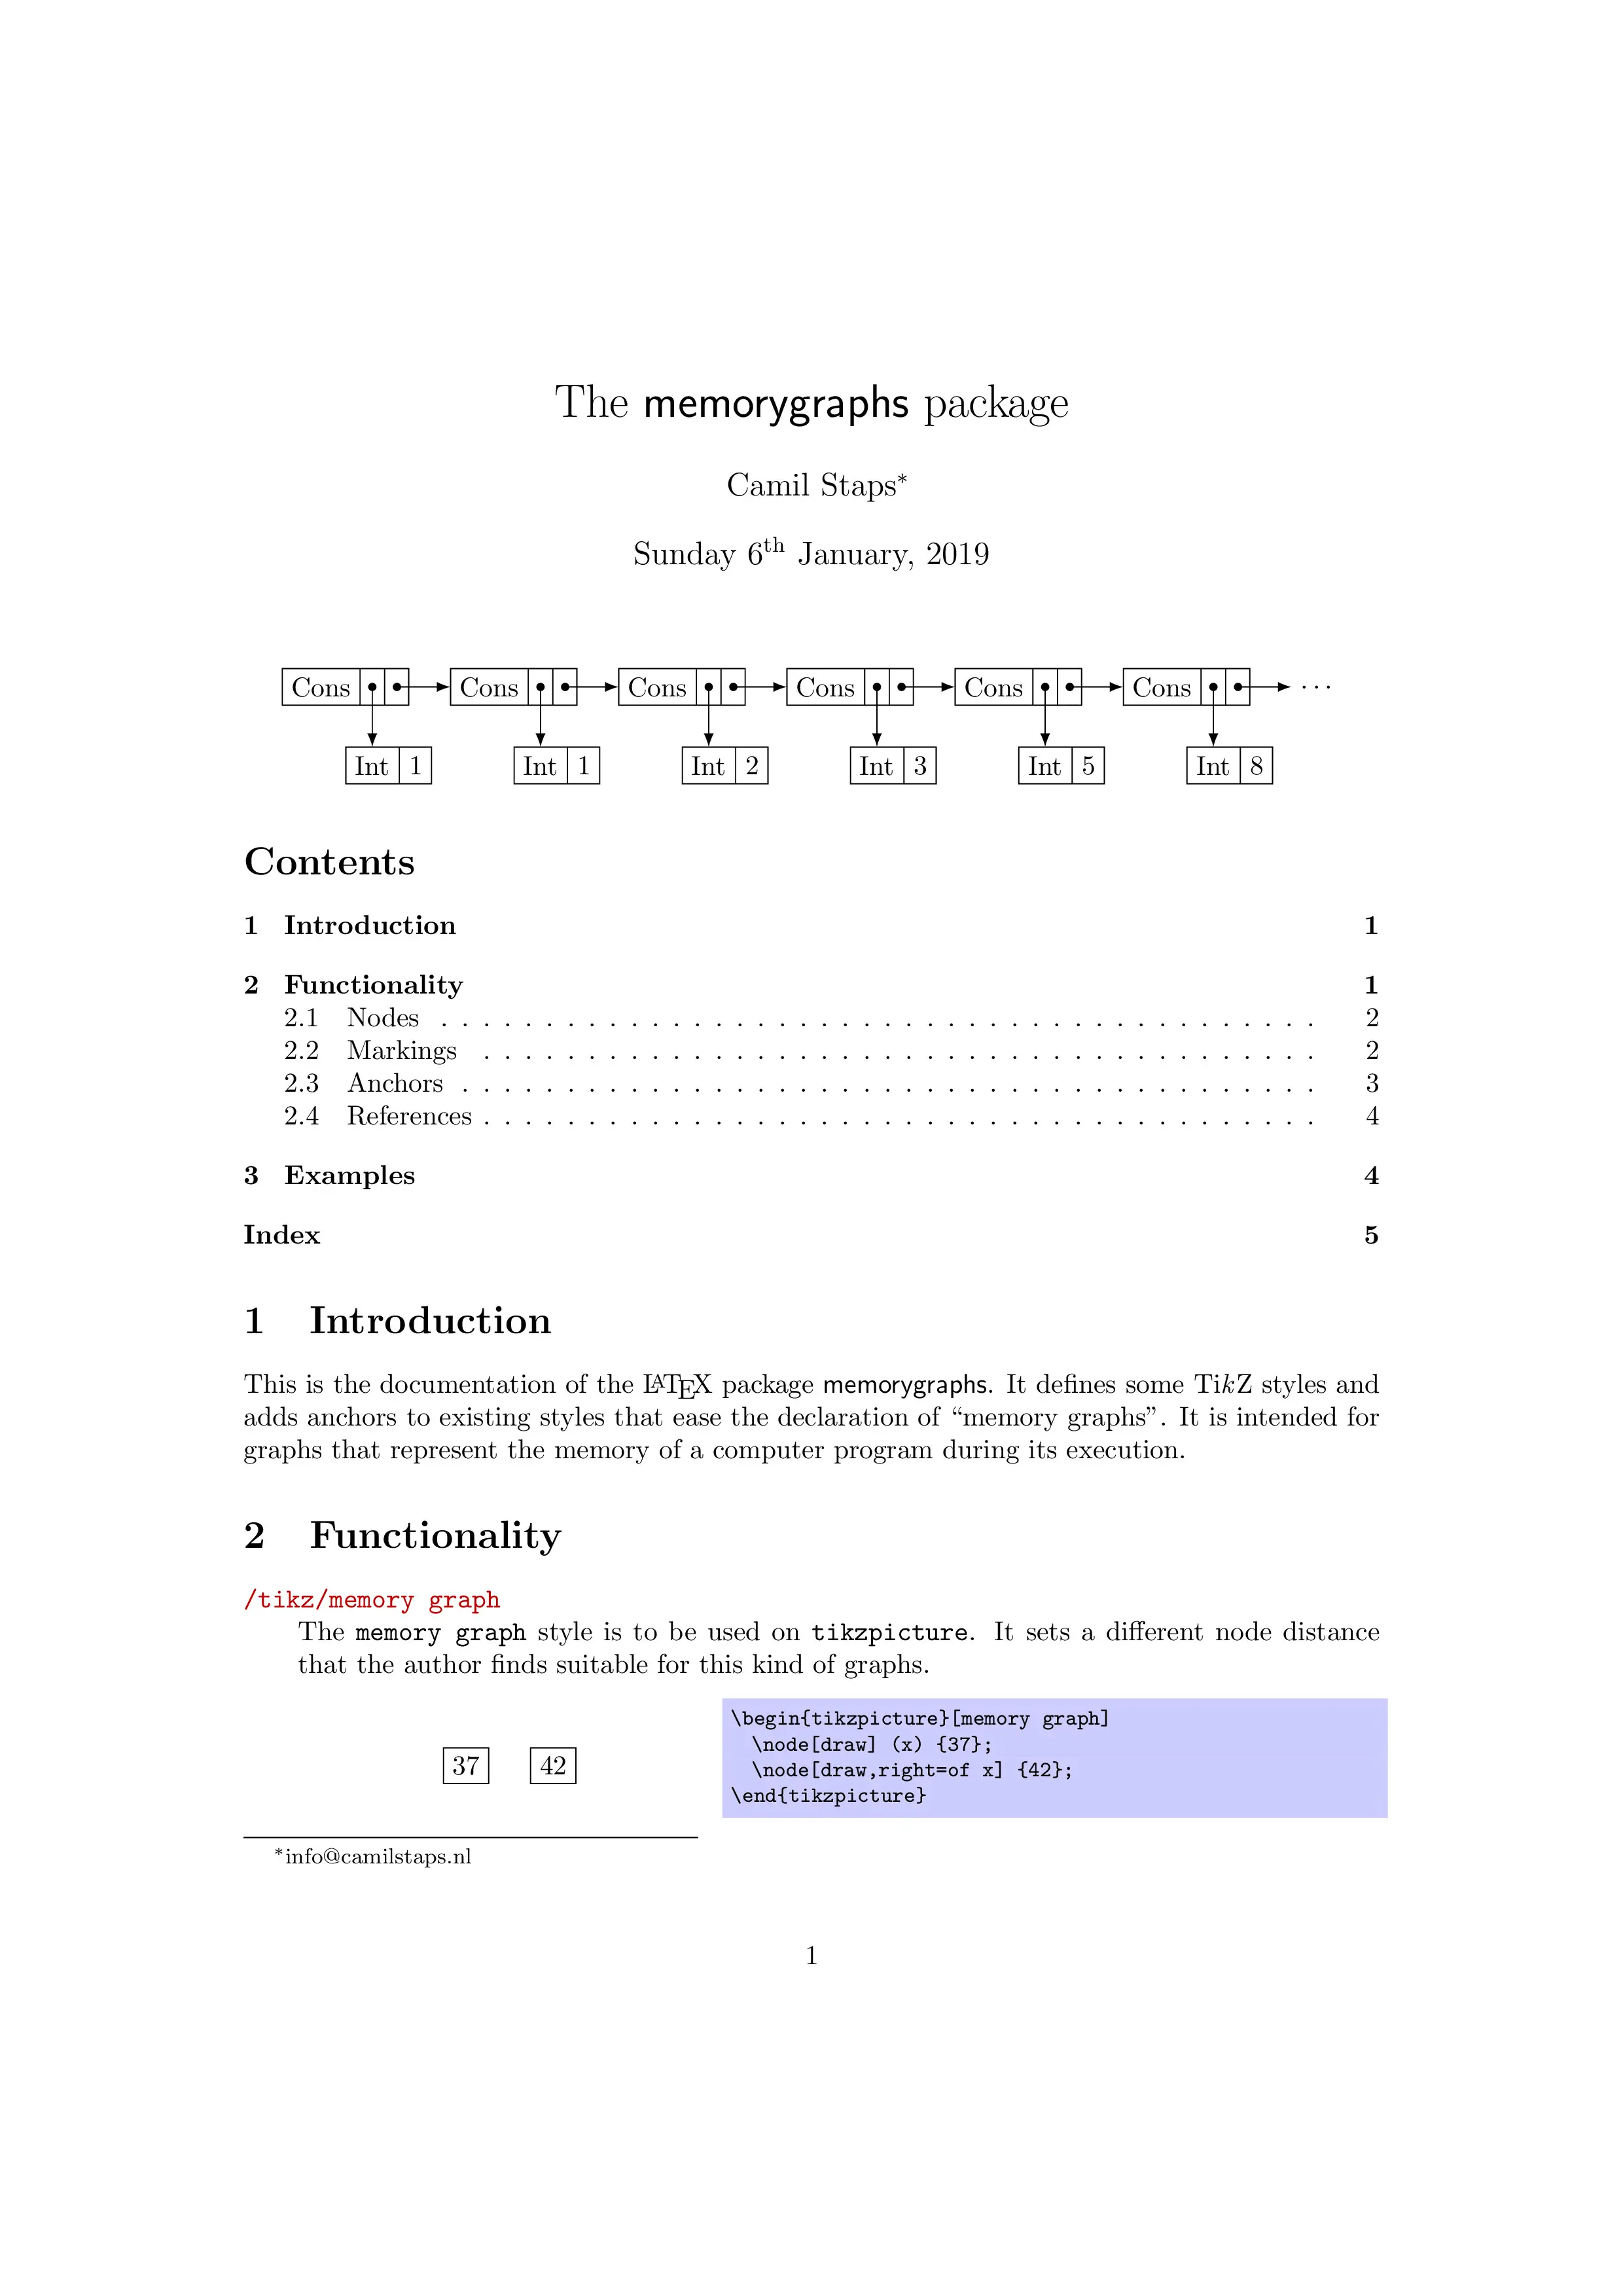 The memorygraphs package
Camil Staps*
Sunday 6th January, 2019
Cons Cons Cons Cons Cons Cons ···
Int 1 Int 1 Int 2 Int 3 Int 5 Int 8
Contents
1 Introduction 1
2 Functionality 1
2.1 Nodes . . . . . . . . . . . . . . . . . . . . . . . . . . . . . . . . . . . . . . . . . . 2
2.2 Markings . . . . . . . . . . . . . . . . . . . . . . . . . . . . . . . . . . . . . . . . 2
2.3 Anchors . . . . . . . . . . . . . . . . . . . . . . . . . . . . . . . . . . . . . . . . . 3
2.4 References . . . . . . . . . . . . . . . . . . . . . . . . . . . . . . . . . . . . . . . . 4
3 Examples 4
Index 5
1 Introduction
This is the documentation of the LATEX package memorygraphs. It defines some TikZ styles and
adds anchors to existing styles that ease the declaration of “memory graphs”. It is intended for
graphs that represent the memory of a computer program during its execution.
2 Functionality
/tikz/memory graph
The memory graph style is to be used on tikzpicture. It sets a different node distance
that the author finds suitable for this kind of graphs.
37 42
\begin{tikzpicture}[memory graph]
\node[draw] (x) {37};
\node[draw,right=of x] {42};
\end{tikzpicture}
*info@camilstaps.nl
1